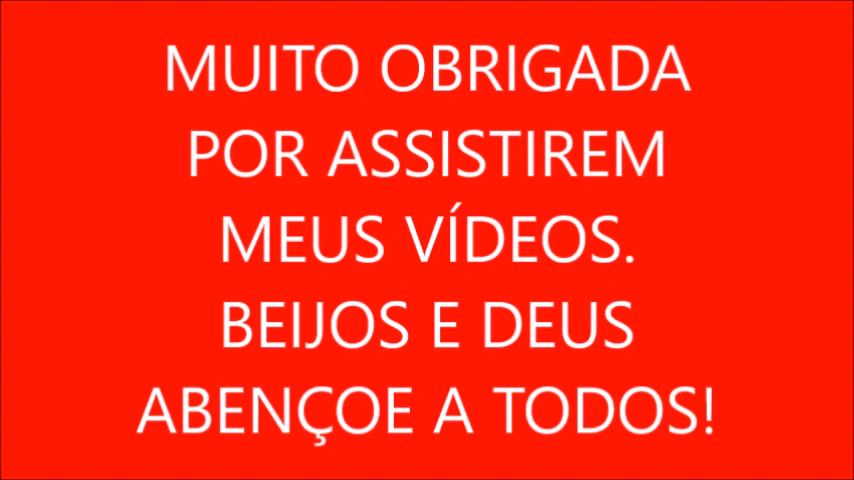 MUITO OBRIGADA
POR ASSISTIREM
MEUS VÍDEOS.
BEIJOS E DEUS
ABENÇOE A TODOS!